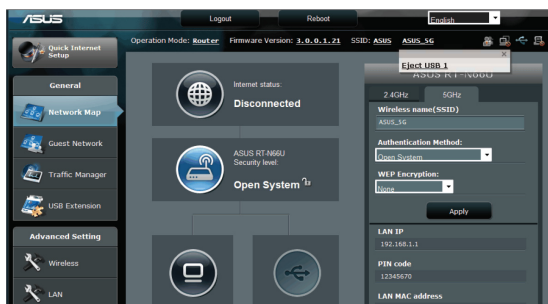 ASUS
Logout
Reboot
English
Quick Internet
Setup
Operation Mode: Router Firmware Version: 3.0.0.1.21 SSID: ASUS ASUS_5G
Eject USB 1
General
Network Map
Guest Network
Traffic Manager
USB Extension
Advanced Setting
Wireless
LAN
Internet status:
Disconnected
ASUS RT-N66U
Security level:
Open System
ASUS RT-N66U
2.4GHz 5GHz
Wireless name(SSID)
ASUS_5G
Authentication Method:
Open System
WEP Encryption:
None
Apply
LAN IP
192.168.1.1
PIN code
12345670
LAN MAC address